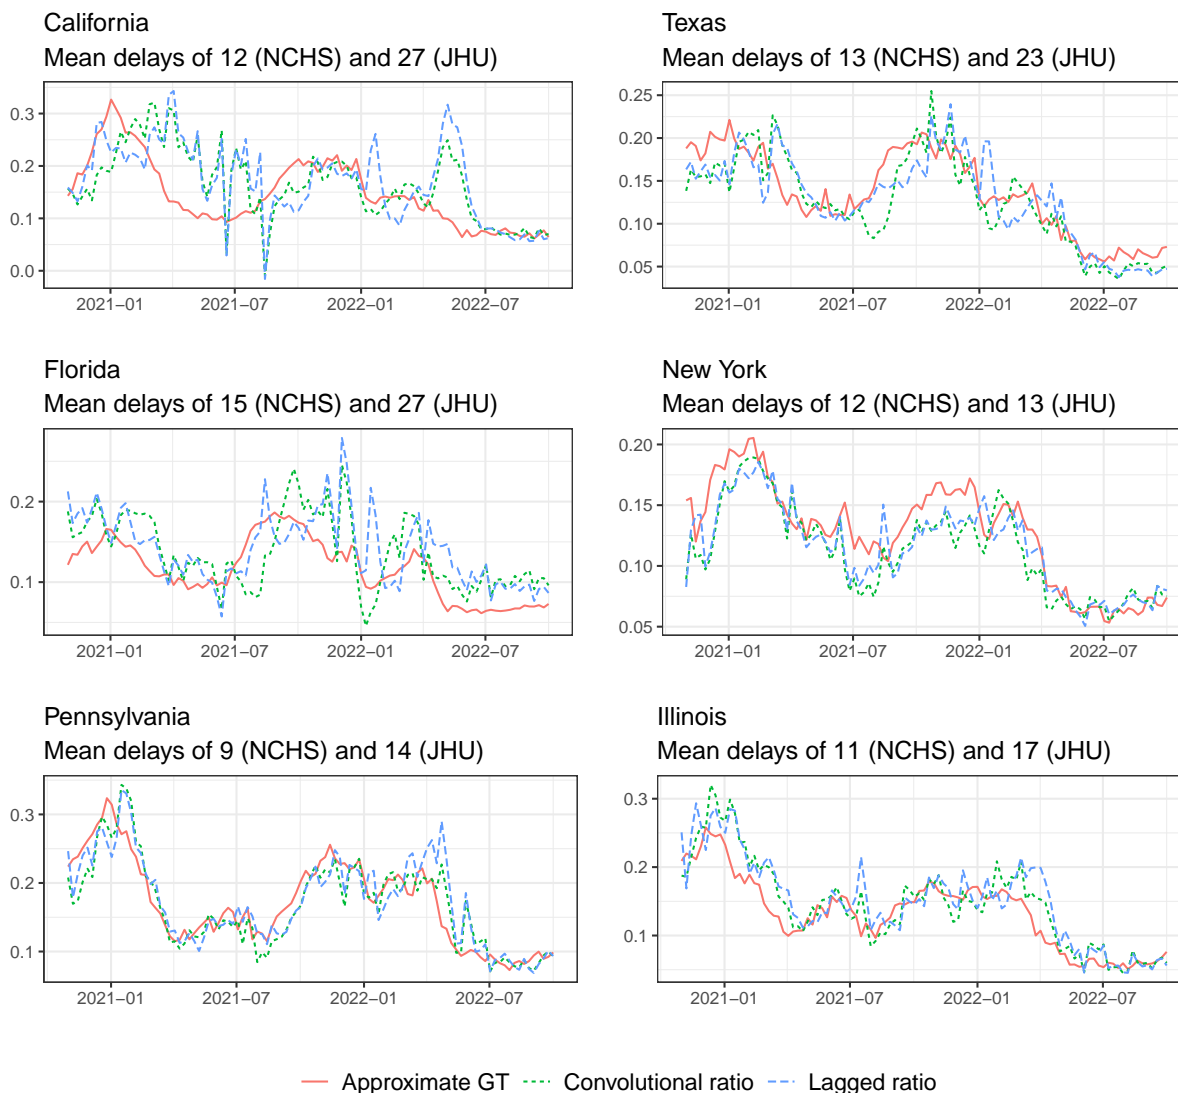 California
Mean delays of 12 (NCHS) and 27 (JHU)
0.3
0.2
0.1
0.0
2021−01 2021−07 2022−01 2022−07
Texas
Mean delays of 13 (NCHS) and 23 (JHU)
0.25
0.20
0.15
0.10
0.05
2021−01 2021−07 2022−01 2022−07
Florida
Mean delays of 15 (NCHS) and 27 (JHU)
0.2
0.1
2021−01 2021−07 2022−01 2022−07
New York
Mean delays of 12 (NCHS) and 13 (JHU)
0.20
0.15
0.10
0.05
2021−01 2021−07 2022−01 2022−07
Pennsylvania
Mean delays of 9 (NCHS) and 14 (JHU)
0.3
0.2
0.1
2021−01 2021−07 2022−01 2022−07
Illinois
Mean delays of 11 (NCHS) and 17 (JHU)
0.3
0.2
0.1
2021−01 2021−07 2022−01 2022−07
Approximate GT Convolutional ratio Lagged ratio